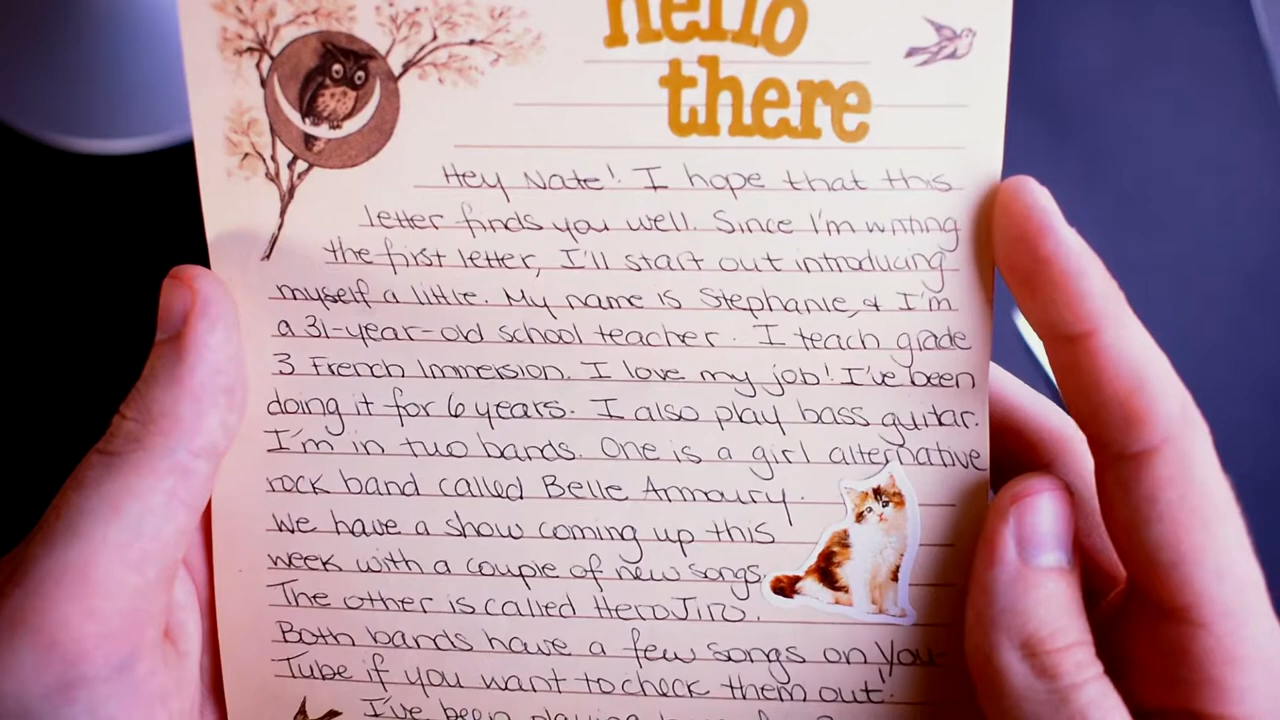 hello
there
Hey Nate! I hope that this
letter finds you well. Since I'm writing
the first letter, I'll start out introducing
myself a little. My name is Stephanie, & I'm
a 31-year-old school teacher. I teach grade
3 French Immersion. I love my job! I've been
doing it for 6 years. I also play bass guitar.
I'm in two bands. One is a girl alternative
rock band called Belle Armoury.
We have a show coming up this
week with a couple of new songs.
The other is called HeroJiro.
Both bands have a few songs on You-
Tube if you want to check them out!
I've been playing